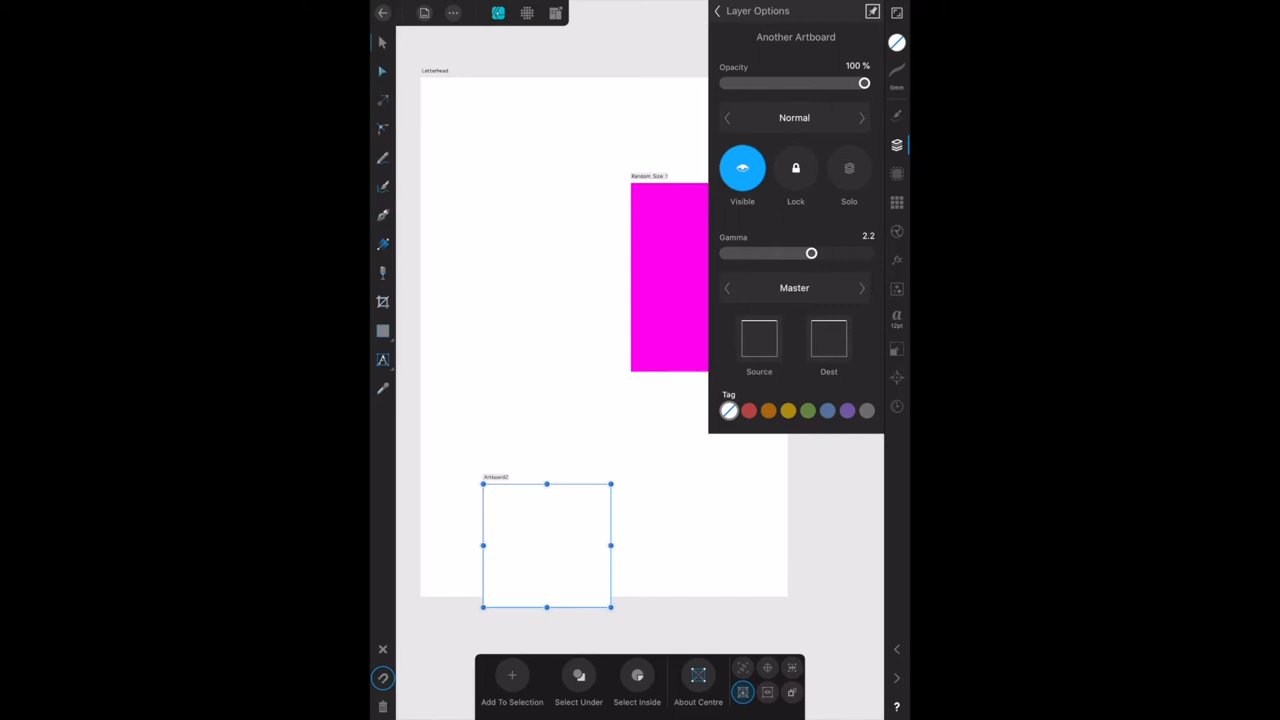 Layer Options
Another Artboard
Opacity
100 %
Normal
Visible
Lock
Solo
Gamma
2.2
Master
Source
Dest
Tag
Letterhead
Random Size 1
Artboard2
0mm
fx
a
12pt
A
Add To Selection
Select Under
Select Inside
About Centre
?